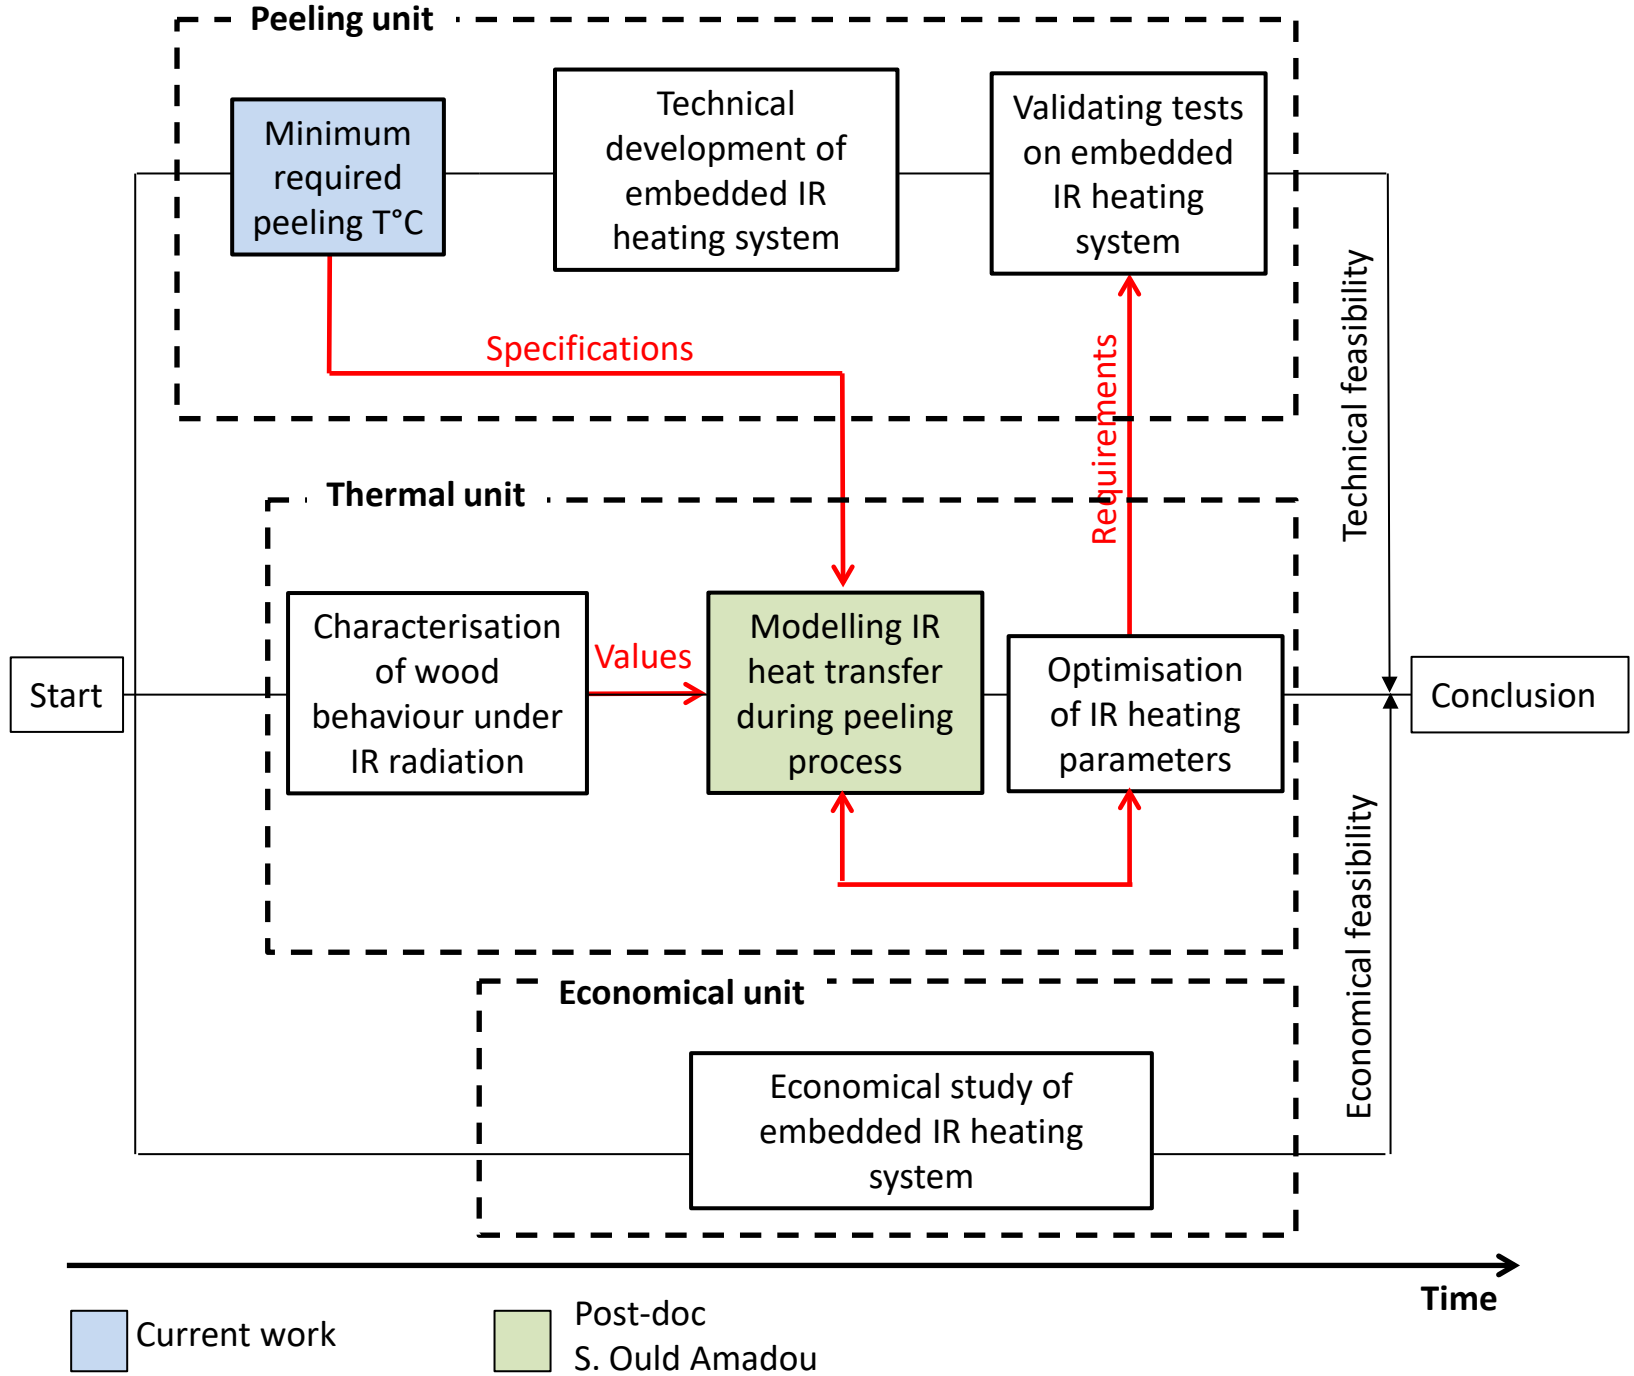 Peeling unit
Minimum
required
peeling T°C
Technical
development of
embedded IR
heating system
Validating tests
on embedded
IR heating
system
Specifications
Requirements
Technical feasibility
Thermal unit
Start
Characterisation
of wood
behaviour under
IR radiation
Values
Modelling IR
heat transfer
during peeling
process
Optimisation
of IR heating
parameters
Conclusion
Economical feasibility
Economical unit
Economical study of
embedded IR heating
system
Time
Current work
Post-doc
S. Ould Amadou